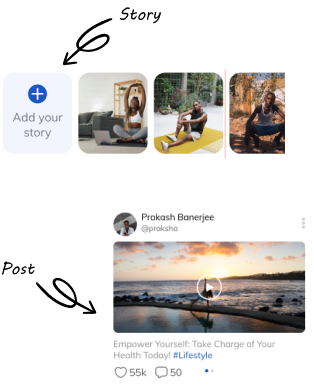 Story
Add your
story
Prakash Banerjee
@praksho
Post
Empower Yourself: Take Charge of Your
Health Today! #Lifestyle
55k 50